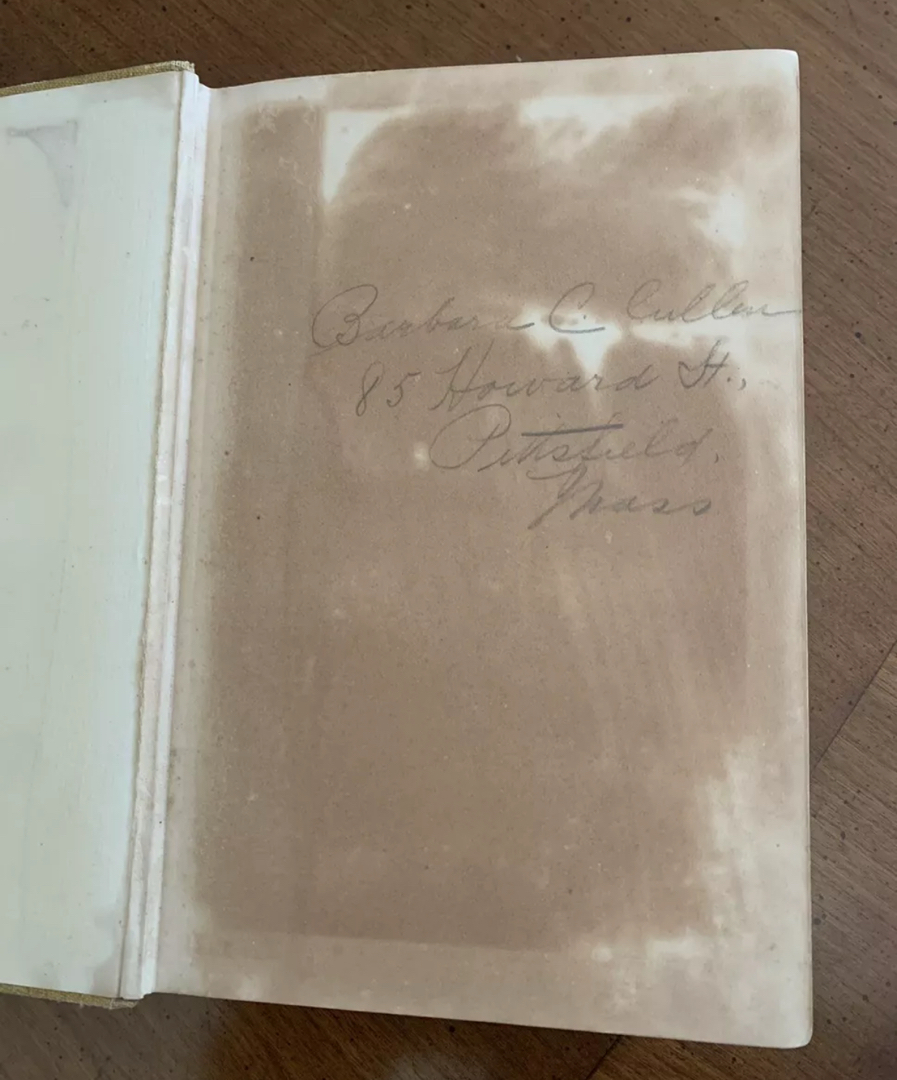 Barbara C. Cullen
85 Howard St.,
Pittsfield,
Mass